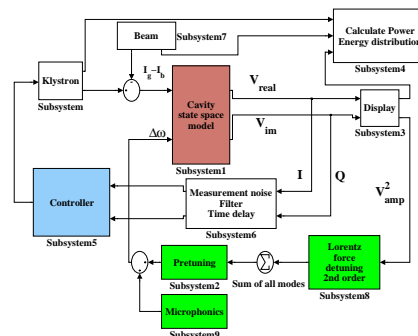 Beam
Subsystem7
Calculate Power
Energy distribution
Subsystem4
Klystron
Subsystem
I_g-I_b
Cavity
state space
model
Subsystem1
V_real
V_im
Display
Subsystem3
Δω
I
Q
V²_amp
Controller
Subsystem5
Measurement noise
Filter
Time delay
Subsystem6
Pretuning
Subsystem2
Σ
Sum of all modes
Lorentz
force
detuning
2nd order
Subsystem8
Microphonics
Subsystem9